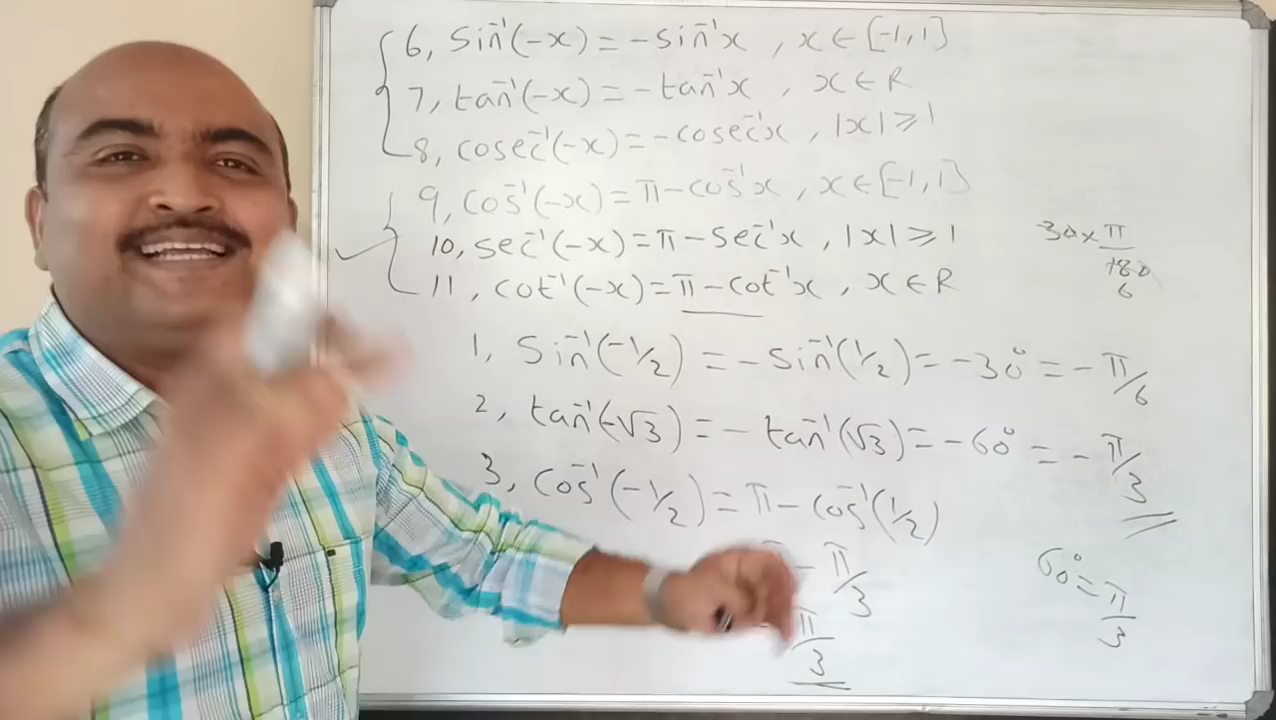 6, sin⁻¹(-x) = -sin⁻¹x , x ∈ [-1,1]
7, tan⁻¹(-x) = -tan⁻¹x , x ∈ R
8, cosec⁻¹(-x) = -cosec⁻¹x , |x| ≥ 1
9, cos⁻¹(-x) = π - cos⁻¹x , x ∈ [-1,1]
10, sec⁻¹(-x) = π - sec⁻¹x , |x| ≥ 1
11, cot⁻¹(-x) = π - cot⁻¹x , x ∈ R
30 × π/180
6
1, sin⁻¹(-1/2) = -sin⁻¹(1/2) = -30° = -π/6
2, tan⁻¹(-√3) = -tan⁻¹(√3) = -60° = -π/3
3, cos⁻¹(-1/2) = π - cos⁻¹(1/2)
- π/3
π/3
60° = π/3